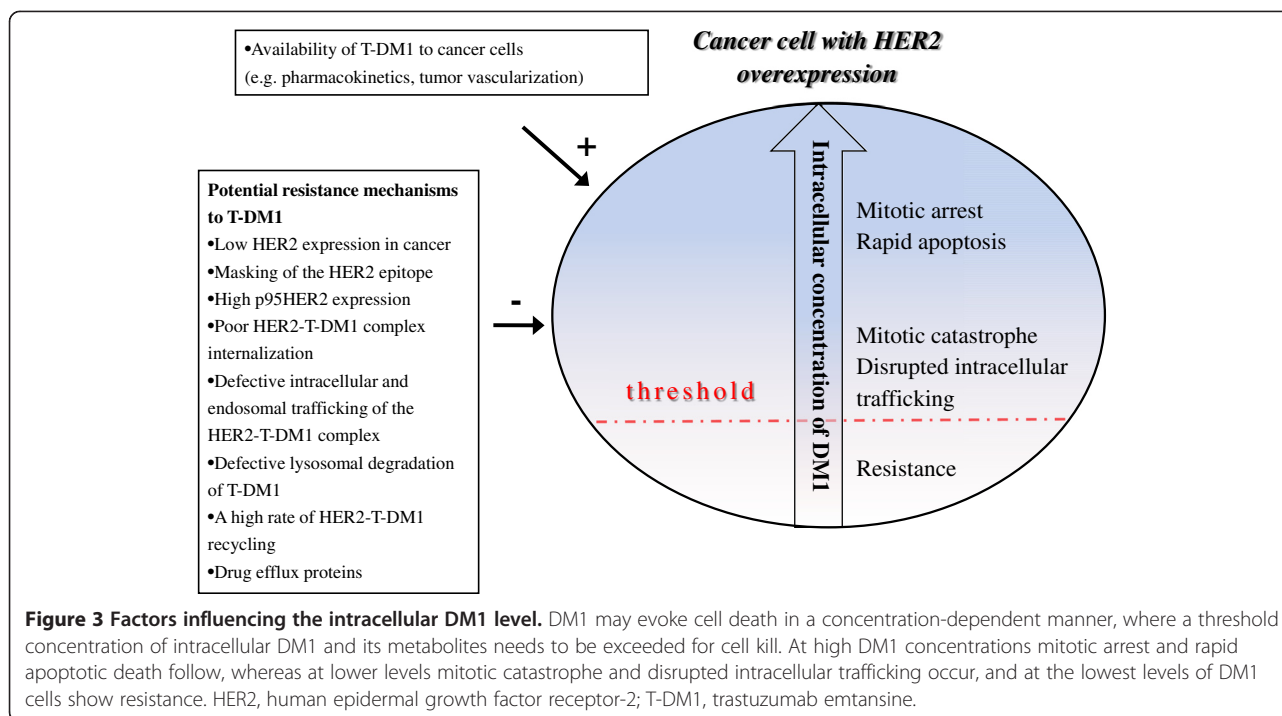 •Availability of T-DM1 to cancer cells
(e.g. pharmacokinetics, tumor vascularization)
Cancer cell with HER2
overexpression
+
Potential resistance mechanisms
to T-DM1
•Low HER2 expression in cancer
•Masking of the HER2 epitope
•High p95HER2 expression
•Poor HER2-T-DM1 complex
internalization
•Defective intracellular and
endosomal trafficking of the
HER2-T-DM1 complex
•Defective lysosomal degradation
of T-DM1
•A high rate of HER2-T-DM1
recycling
•Drug efflux proteins
-
threshold
Intracellular concentration of DM1
Mitotic arrest
Rapid apoptosis
Mitotic catastrophe
Disrupted intracellular
trafficking
Resistance
Figure 3 Factors influencing the intracellular DM1 level. DM1 may evoke cell death in a concentration-dependent manner, where a threshold
concentration of intracellular DM1 and its metabolites needs to be exceeded for cell kill. At high DM1 concentrations mitotic arrest and rapid
apoptotic death follow, whereas at lower levels mitotic catastrophe and disrupted intracellular trafficking occur, and at the lowest levels of DM1
cells show resistance. HER2, human epidermal growth factor receptor-2; T-DM1, trastuzumab emtansine.